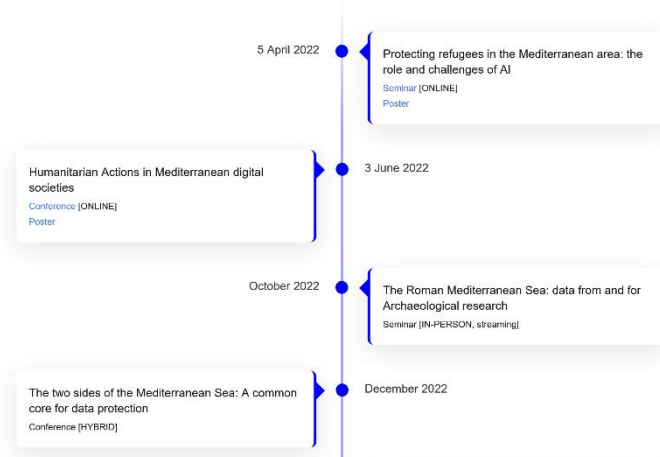 5 April 2022
Protecting refugees in the Mediterranean area: the
role and challenges of AI
Seminar [ONLINE]
Poster
3 June 2022
Humanitarian Actions in Mediterranean digital
societies
Conference [ONLINE]
Poster
October 2022
The Roman Mediterranean Sea: data from and for
Archaeological research
Seminar [IN-PERSON, streaming]
December 2022
The two sides of the Mediterranean Sea: A common
core for data protection
Conference [HYBRID]